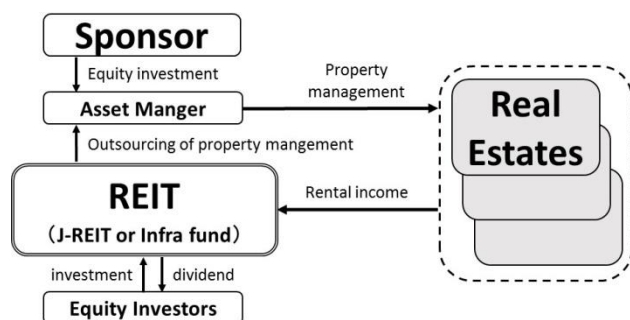 Sponsor
Equity investment
Property
management
Asset Manger
Real
Estates
Outsourcing of property mangement
REIT
(J-REIT or Infra fund)
Rental income
investment
dividend
Equity Investors